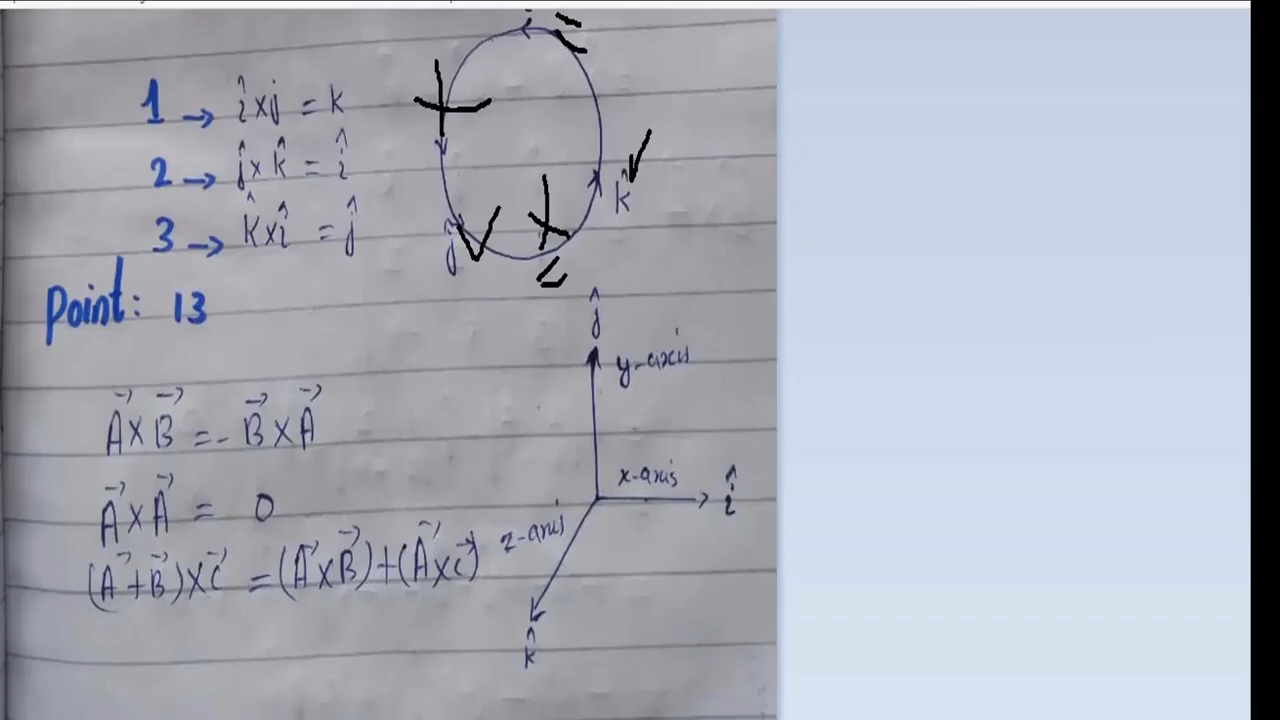 1 → î x j = k
2 → ĵ x k̂ = î
3 → k̂ x î = ĵ
k̂
ĵ
Point: 13
A⃗ X B⃗ = - B⃗ X A⃗
A⃗ X A⃗ = 0
(A⃗ + B⃗) X C⃗ = (A⃗ X B⃗) + (A⃗ X C⃗)
ĵ
y-axis
x-axis
î
z-axis
k̂